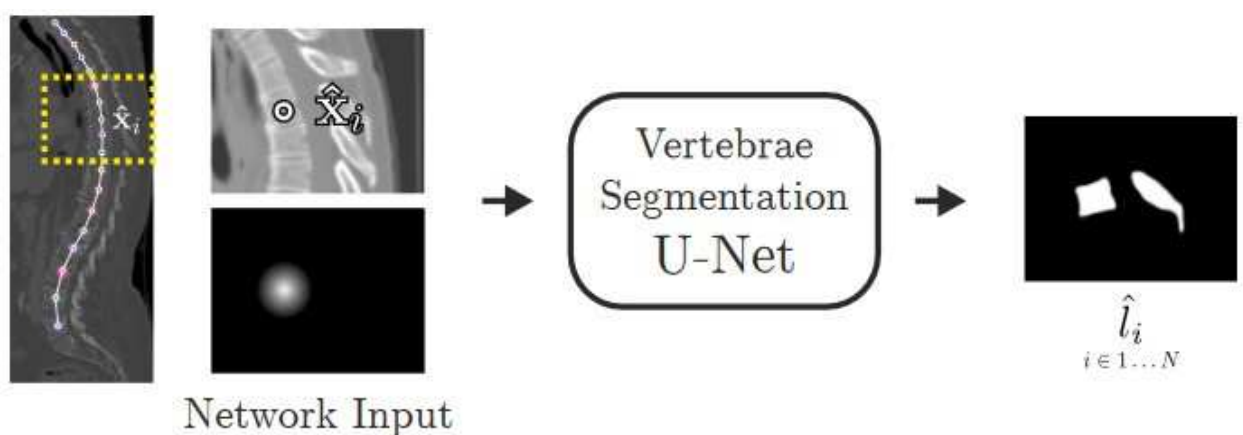 x̂ᵢ
x̂ᵢ
Network Input
Vertebrae
Segmentation
U-Net
l̂ᵢ
i ∈ 1 … N